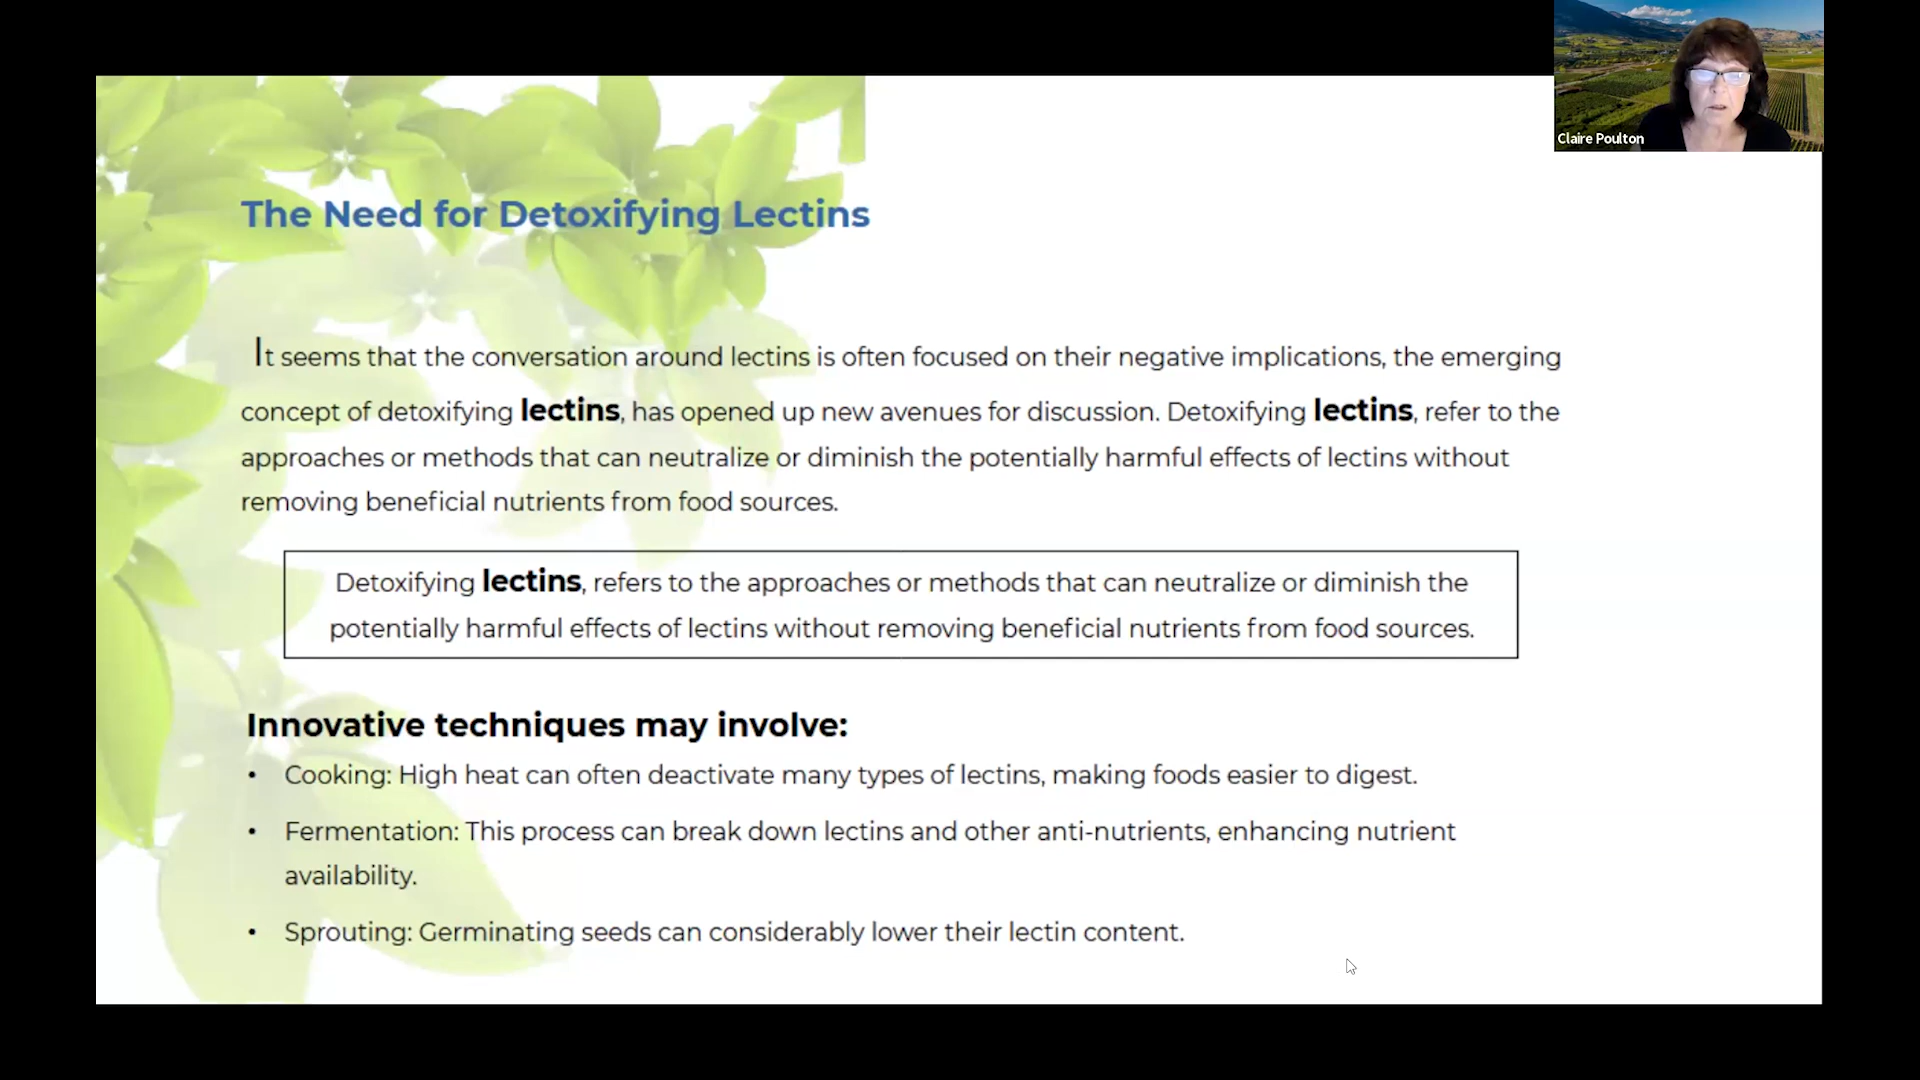 Claire Poulton
The Need for Detoxifying Lectins
It seems that the conversation around lectins is often focused on their negative implications, the emerging
concept of detoxifying lectins, has opened up new avenues for discussion. Detoxifying lectins, refer to the
approaches or methods that can neutralize or diminish the potentially harmful effects of lectins without
removing beneficial nutrients from food sources.
Detoxifying lectins, refers to the approaches or methods that can neutralize or diminish the
potentially harmful effects of lectins without removing beneficial nutrients from food sources.
Innovative techniques may involve:
• Cooking: High heat can often deactivate many types of lectins, making foods easier to digest.
• Fermentation: This process can break down lectins and other anti-nutrients, enhancing nutrient
availability.
• Sprouting: Germinating seeds can considerably lower their lectin content.